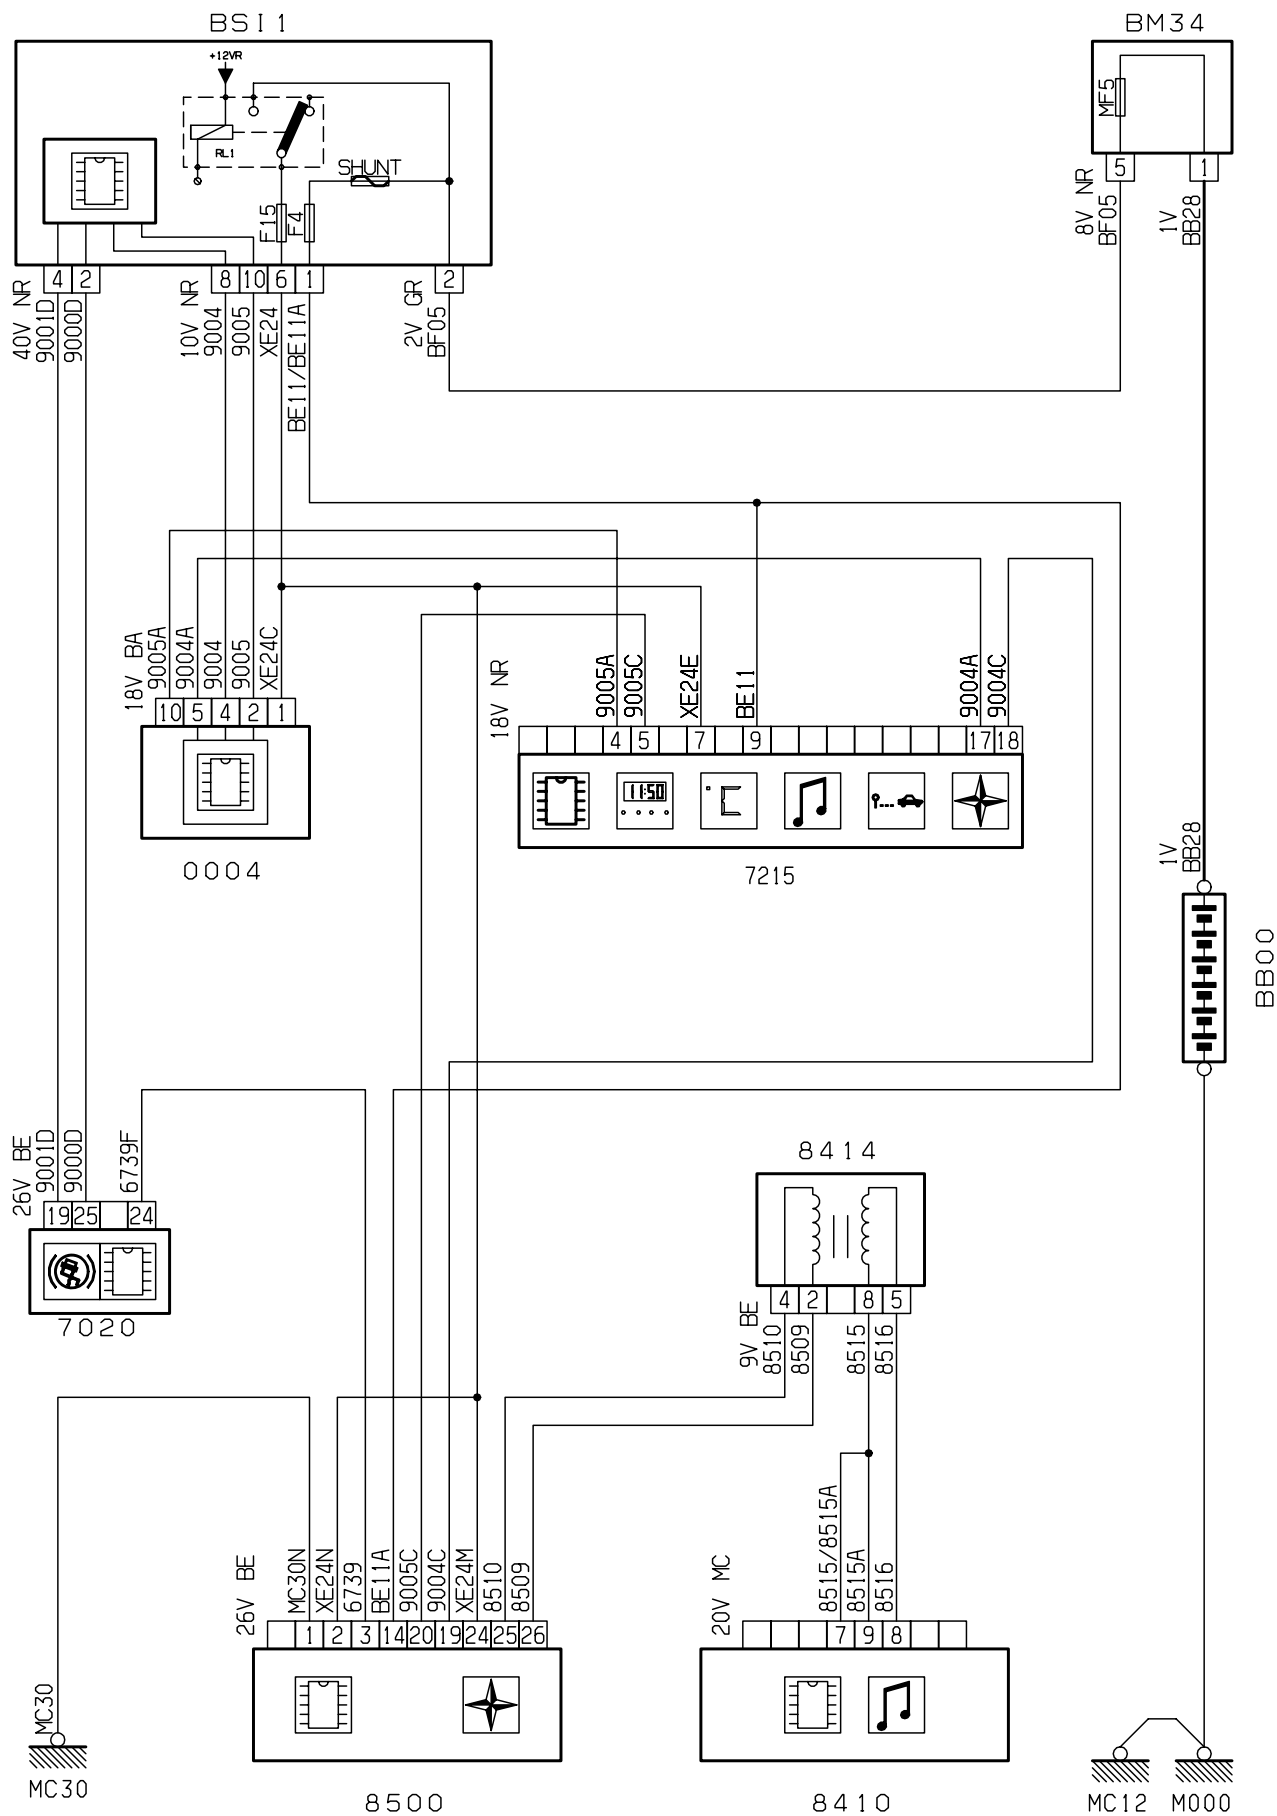 BSI1
BM34
+12VR
RL1
SHUNT
F15
F4
MF5
4 2 8 10 6 1 2
5 1
40V NR
9001D
9000D
10V NR
9004
9005
XE24
BE11/BE11A
2V GR
BF05
8V NR
BF05
1V
BB28
18V BA
9005A
9004A
9004
9005
XE24C
10 5 4 2 1
0004
18V NR
9005A
9005C
XE24E
BE11
9004A
9004C
4 5 7 9 17 18
11:50
°C
7215
1V
BB28
BB00
26V BE
9001D
9000D
6739F
19 25 24
7020
8414
4 2 8 5
9V BE
8510
8509
8515
8516
26V BE
MC30N
XE24N
6739
BE11A
9005C
9004C
XE24M
8510
8509
1 2 3 14 20 19 24 25 26
8500
20V MC
8515/8515A
8515A
8516
7 9 8
8410
MC30
MC30
MC12
M000